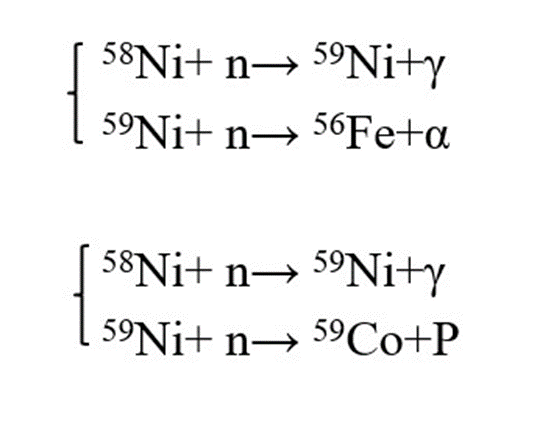 ⁵⁸Ni+ n→ ⁵⁹Ni+γ
⁵⁹Ni+ n→ ⁵⁶Fe+α
⁵⁸Ni+ n→ ⁵⁹Ni+γ
⁵⁹Ni+ n→ ⁵⁹Co+P